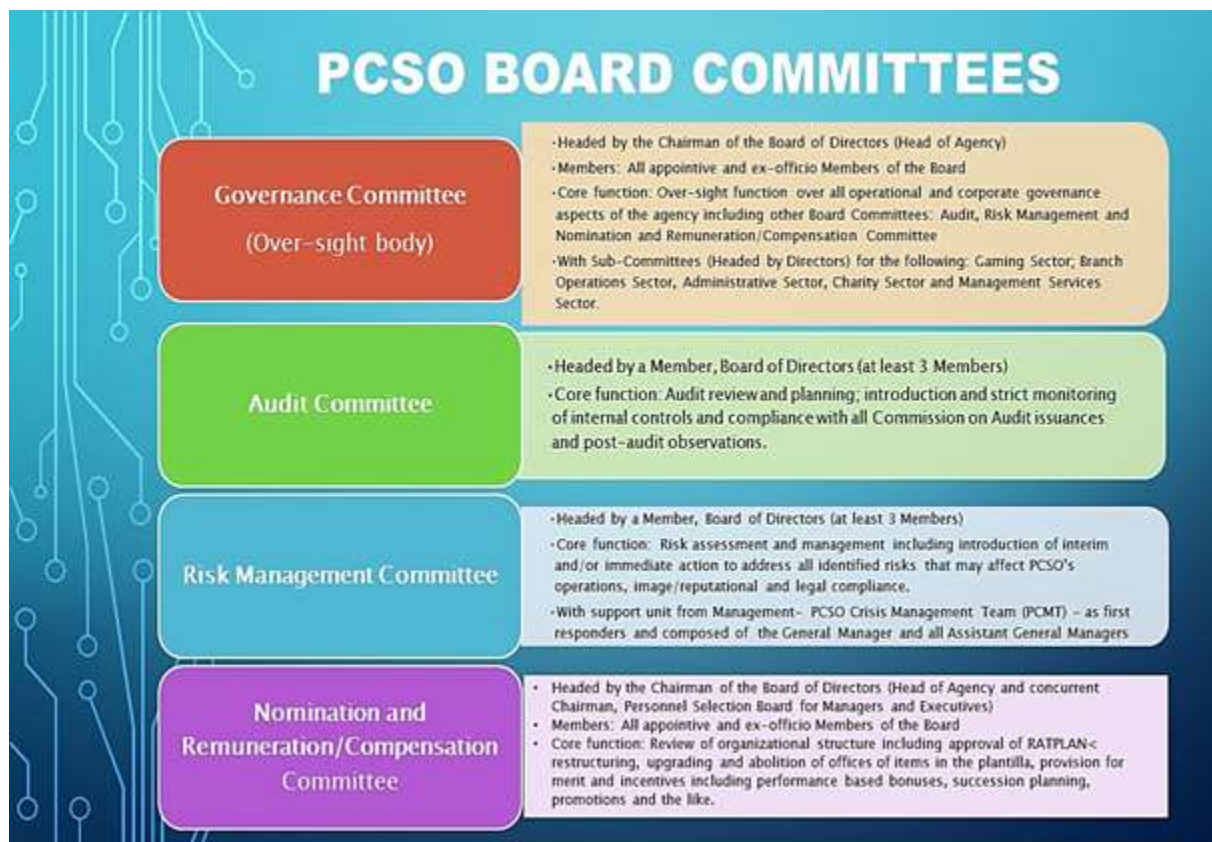 PCSO BOARD COMMITTEES
Governance Committee
(Over-sight body)
•Headed by the Chairman of the Board of Directors (Head of Agency)
•Members: All appointive and ex-officio Members of the Board
•Core function: Over-sight function over all operational and corporate governance
aspects of the agency including other Board Committees: Audit, Risk Management and
Nomination and Remuneration/Compensation Committee
•With Sub-Committees (Headed by Directors) for the following: Gaming Sector; Branch
Operations Sector, Administrative Sector, Charity Sector and Management Services
Sector.
Audit Committee
•Headed by a Member, Board of Directors (at least 3 Members)
•Core function: Audit review and planning; introduction and strict monitoring
of internal controls and compliance with all Commission on Audit issuances
and post-audit observations.
Risk Management Committee
•Headed by a Member, Board of Directors (at least 3 Members)
•Core function: Risk assessment and management including introduction of interim
and/or immediate action to address all identified risks that may affect PCSO's
operations, image/reputational and legal compliance.
•With support unit from Management- PCSO Crisis Management Team (PCMT) - as first
responders and composed of the General Manager and all Assistant General Managers
Nomination and
Remuneration/Compensation
Committee
• Headed by the Chairman of the Board of Directors (Head of Agency and concurrent
Chairman, Personnel Selection Board for Managers and Executives)
• Members: All appointive and ex-officio Members of the Board
• Core function: Review of organizational structure including approval of RATPLAN<
restructuring, upgrading and abolition of offices of items in the plantilla, provision for
merit and incentives including performance based bonuses, succession planning,
promotions and the like.